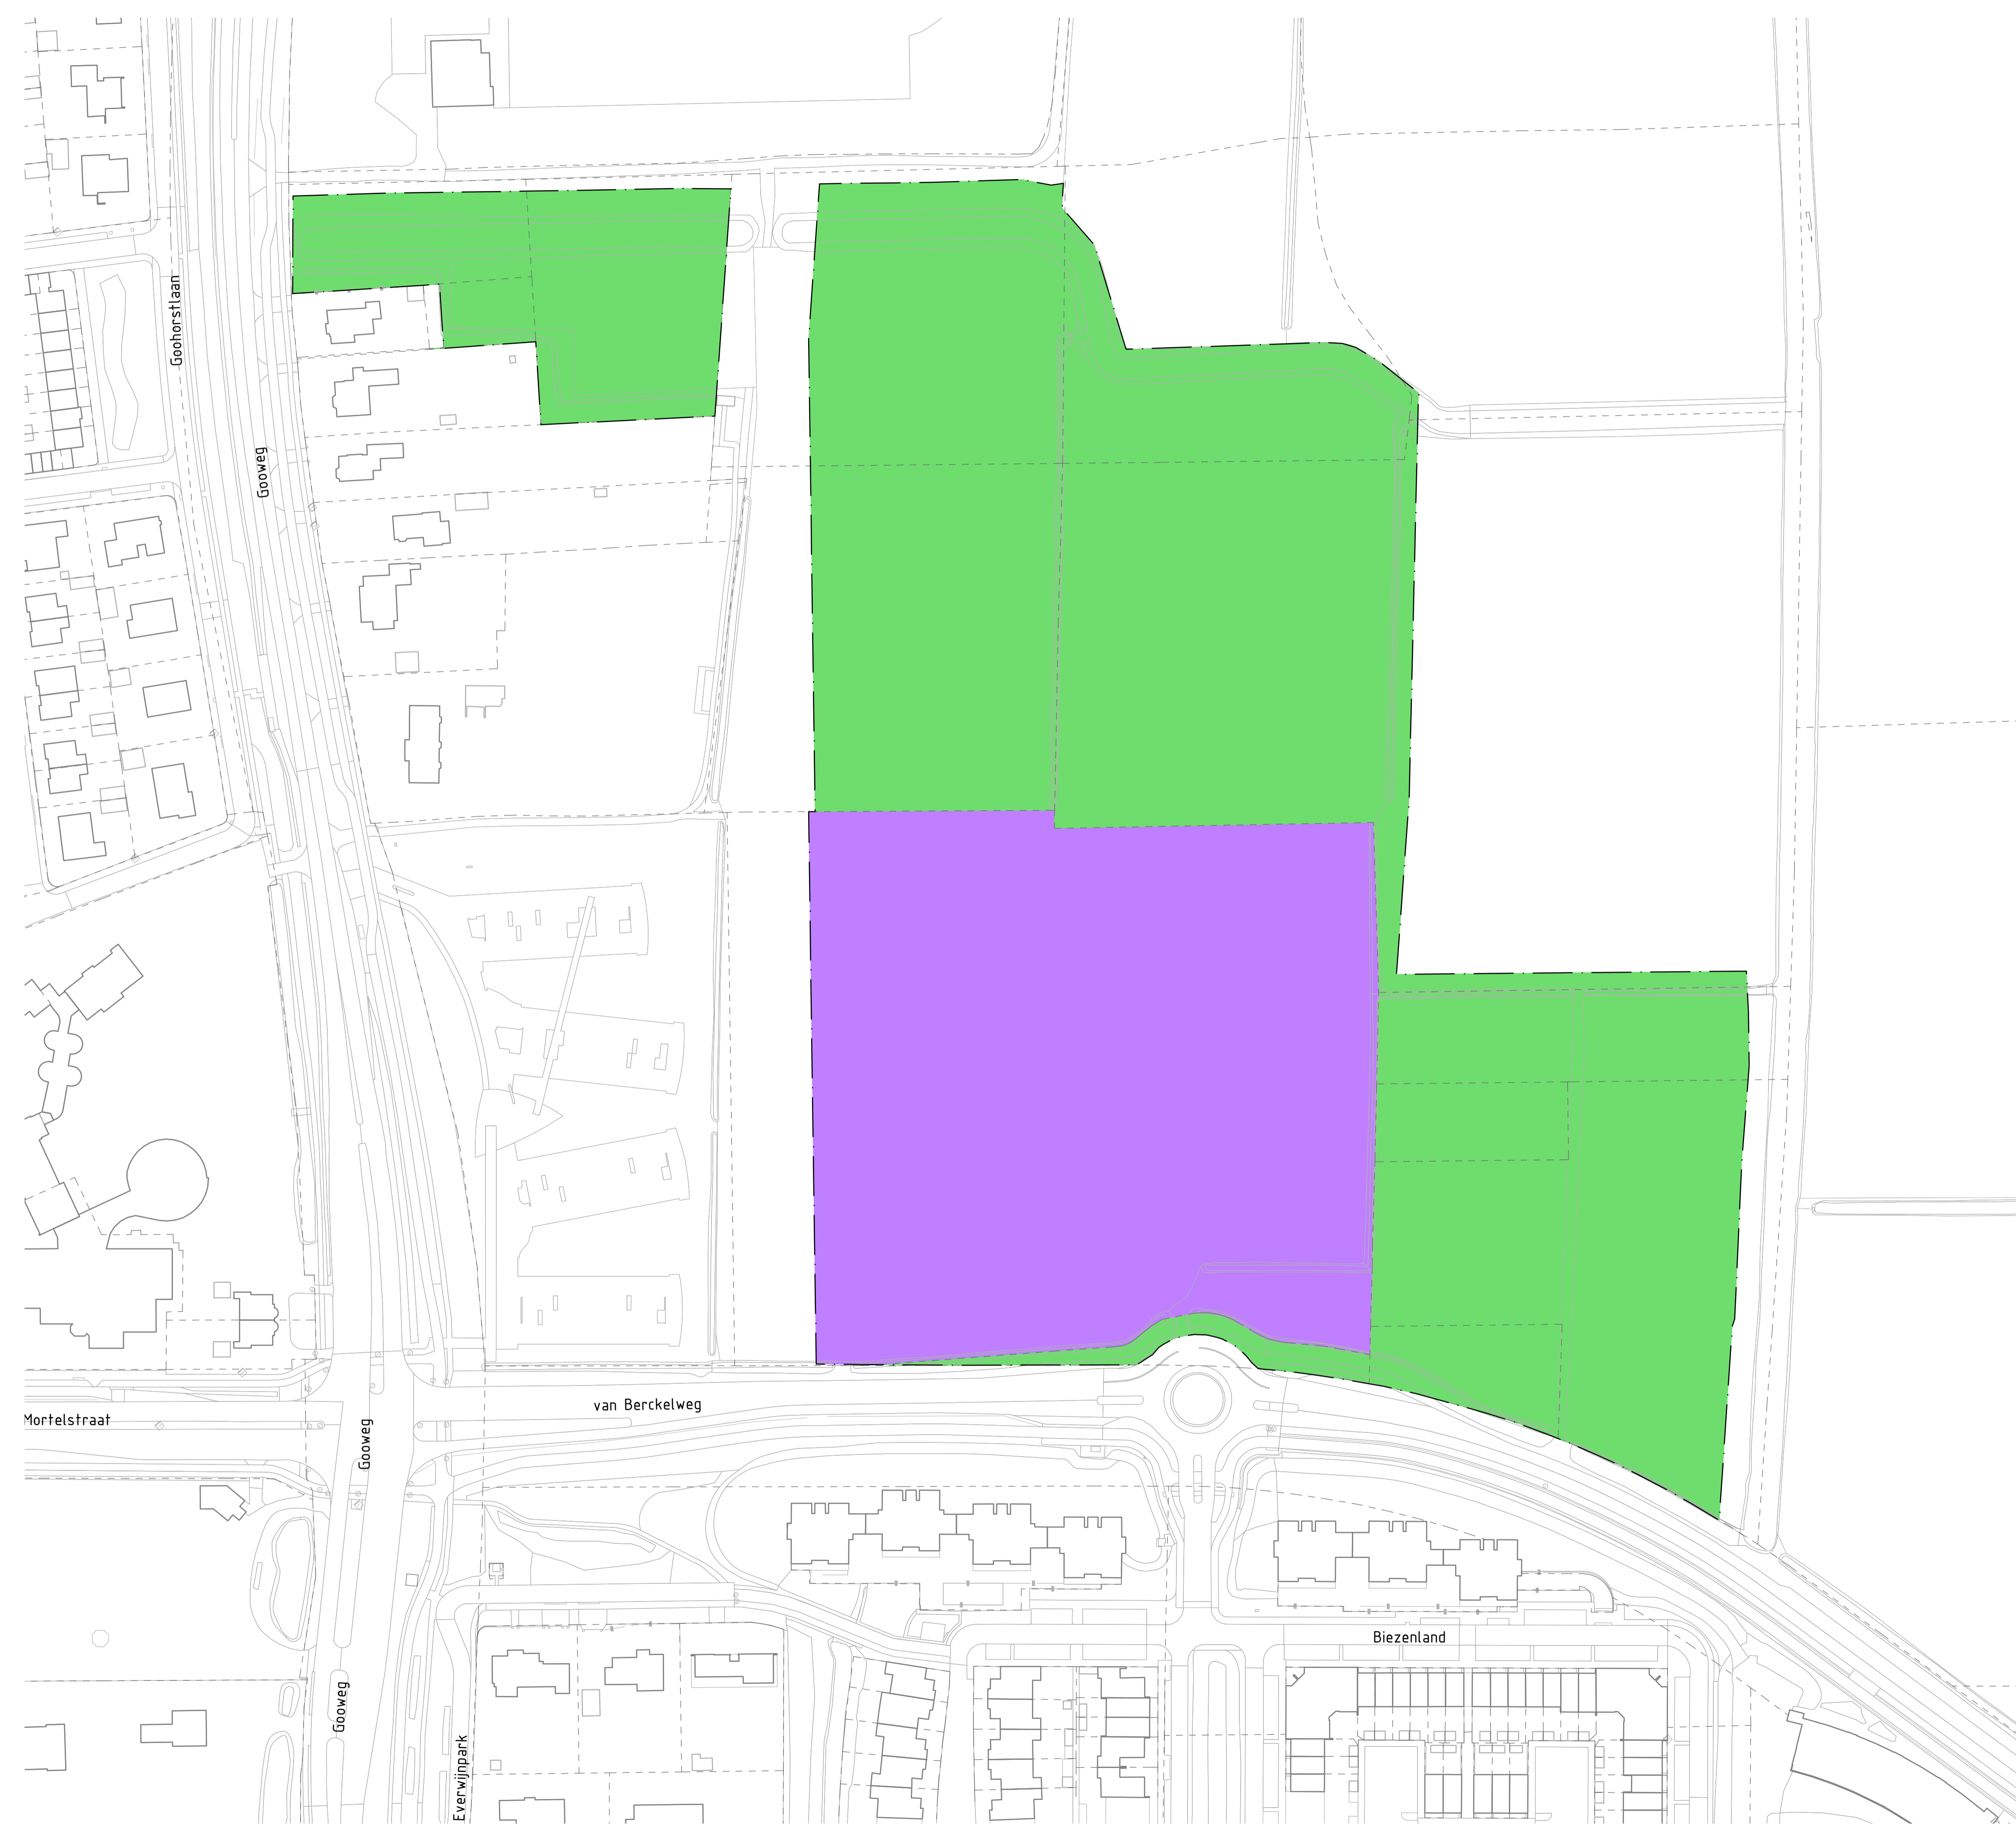 Goohorstlaan
Gooweg
van Berckelweg
Mortelstraat
Gooweg
Biezenland
Gooweg
Everwijnpark